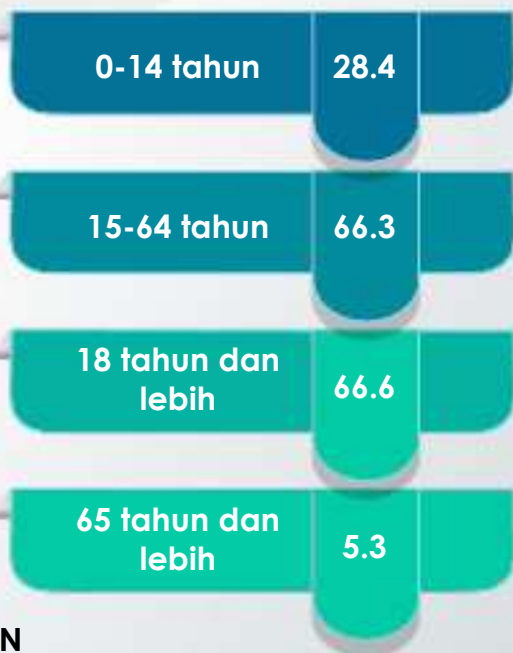 0-14 tahun 28.4
15-64 tahun 66.3
18 tahun dan
lebih 66.6
65 tahun dan
lebih 5.3
N